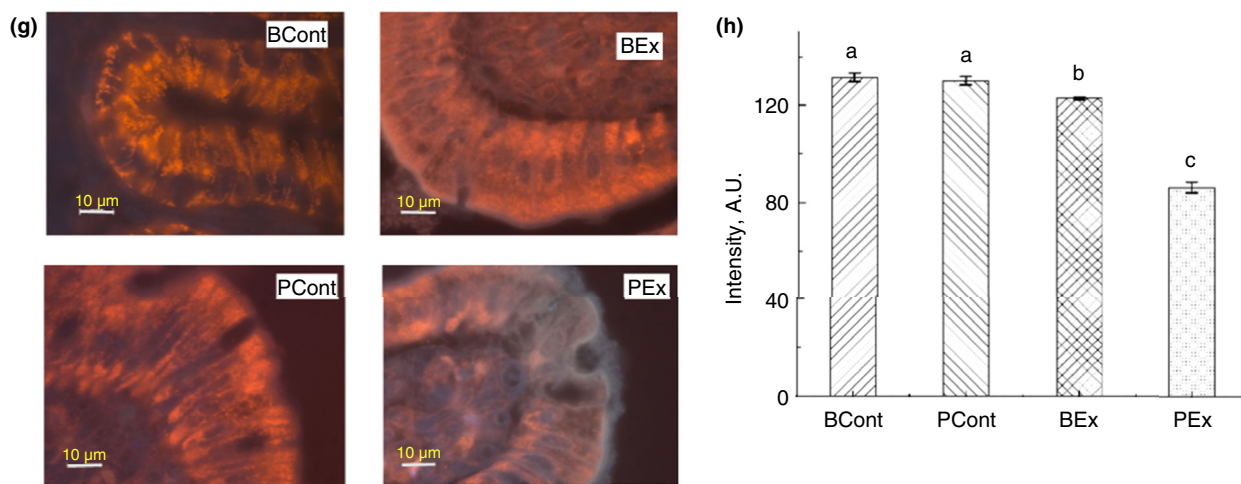 (g)
BCont
10 μm
BEx
10 μm
PCont
10 μm
PEx
10 μm
(h)
Intensity, A.U.
120
80
40
0
a
a
b
c
BCont
PCont
BEx
PEx